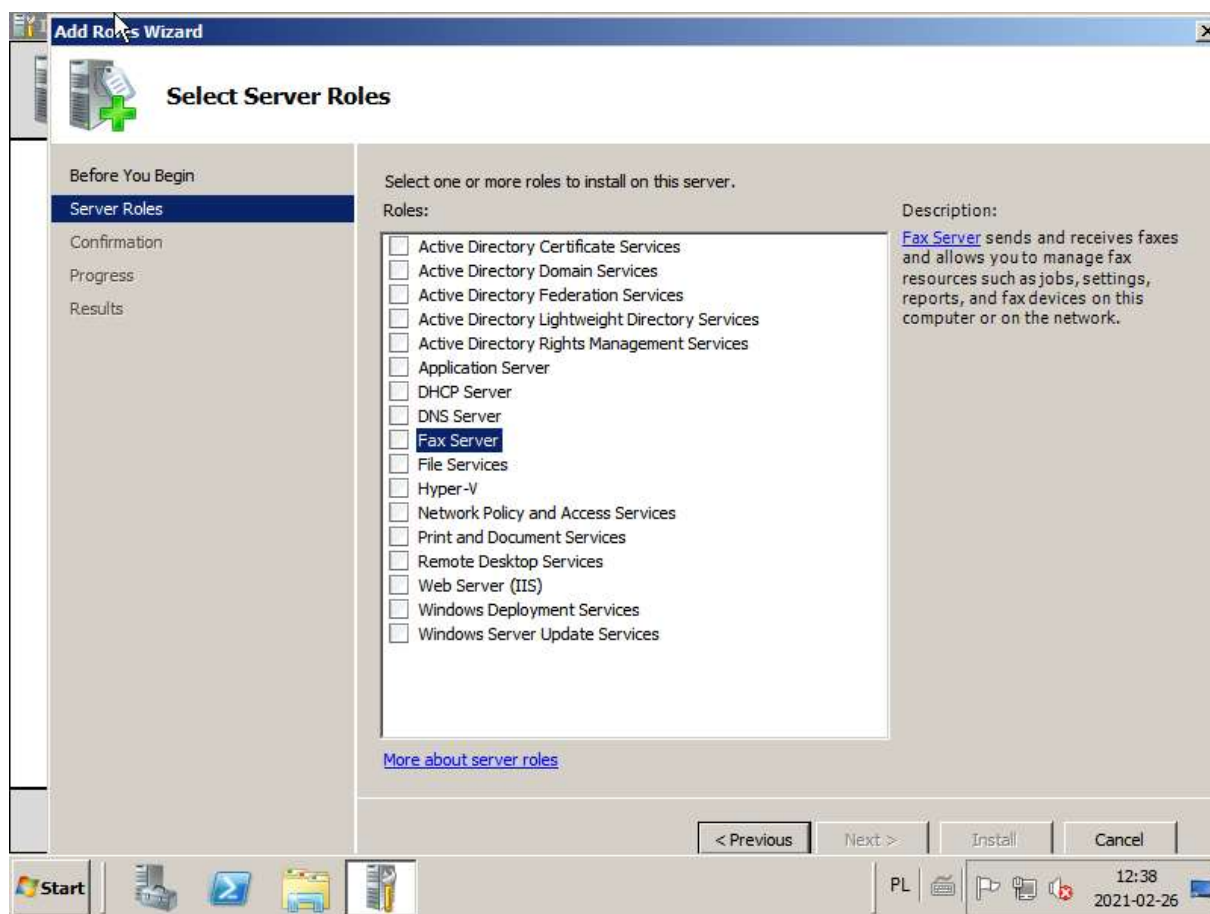 Add Roles Wizard
Select Server Roles
Before You Begin
Server Roles
Confirmation
Progress
Results
Select one or more roles to install on this server.
Roles:
Active Directory Certificate Services
Active Directory Domain Services
Active Directory Federation Services
Active Directory Lightweight Directory Services
Active Directory Rights Management Services
Application Server
DHCP Server
DNS Server
Fax Server
File Services
Hyper-V
Network Policy and Access Services
Print and Document Services
Remote Desktop Services
Web Server (IIS)
Windows Deployment Services
Windows Server Update Services
More about server roles
Description:
Fax Server sends and receives faxes
and allows you to manage fax
resources such as jobs, settings,
reports, and fax devices on this
computer or on the network.
< Previous
Next >
Install
Cancel
Start
PL
12:38
2021-02-26